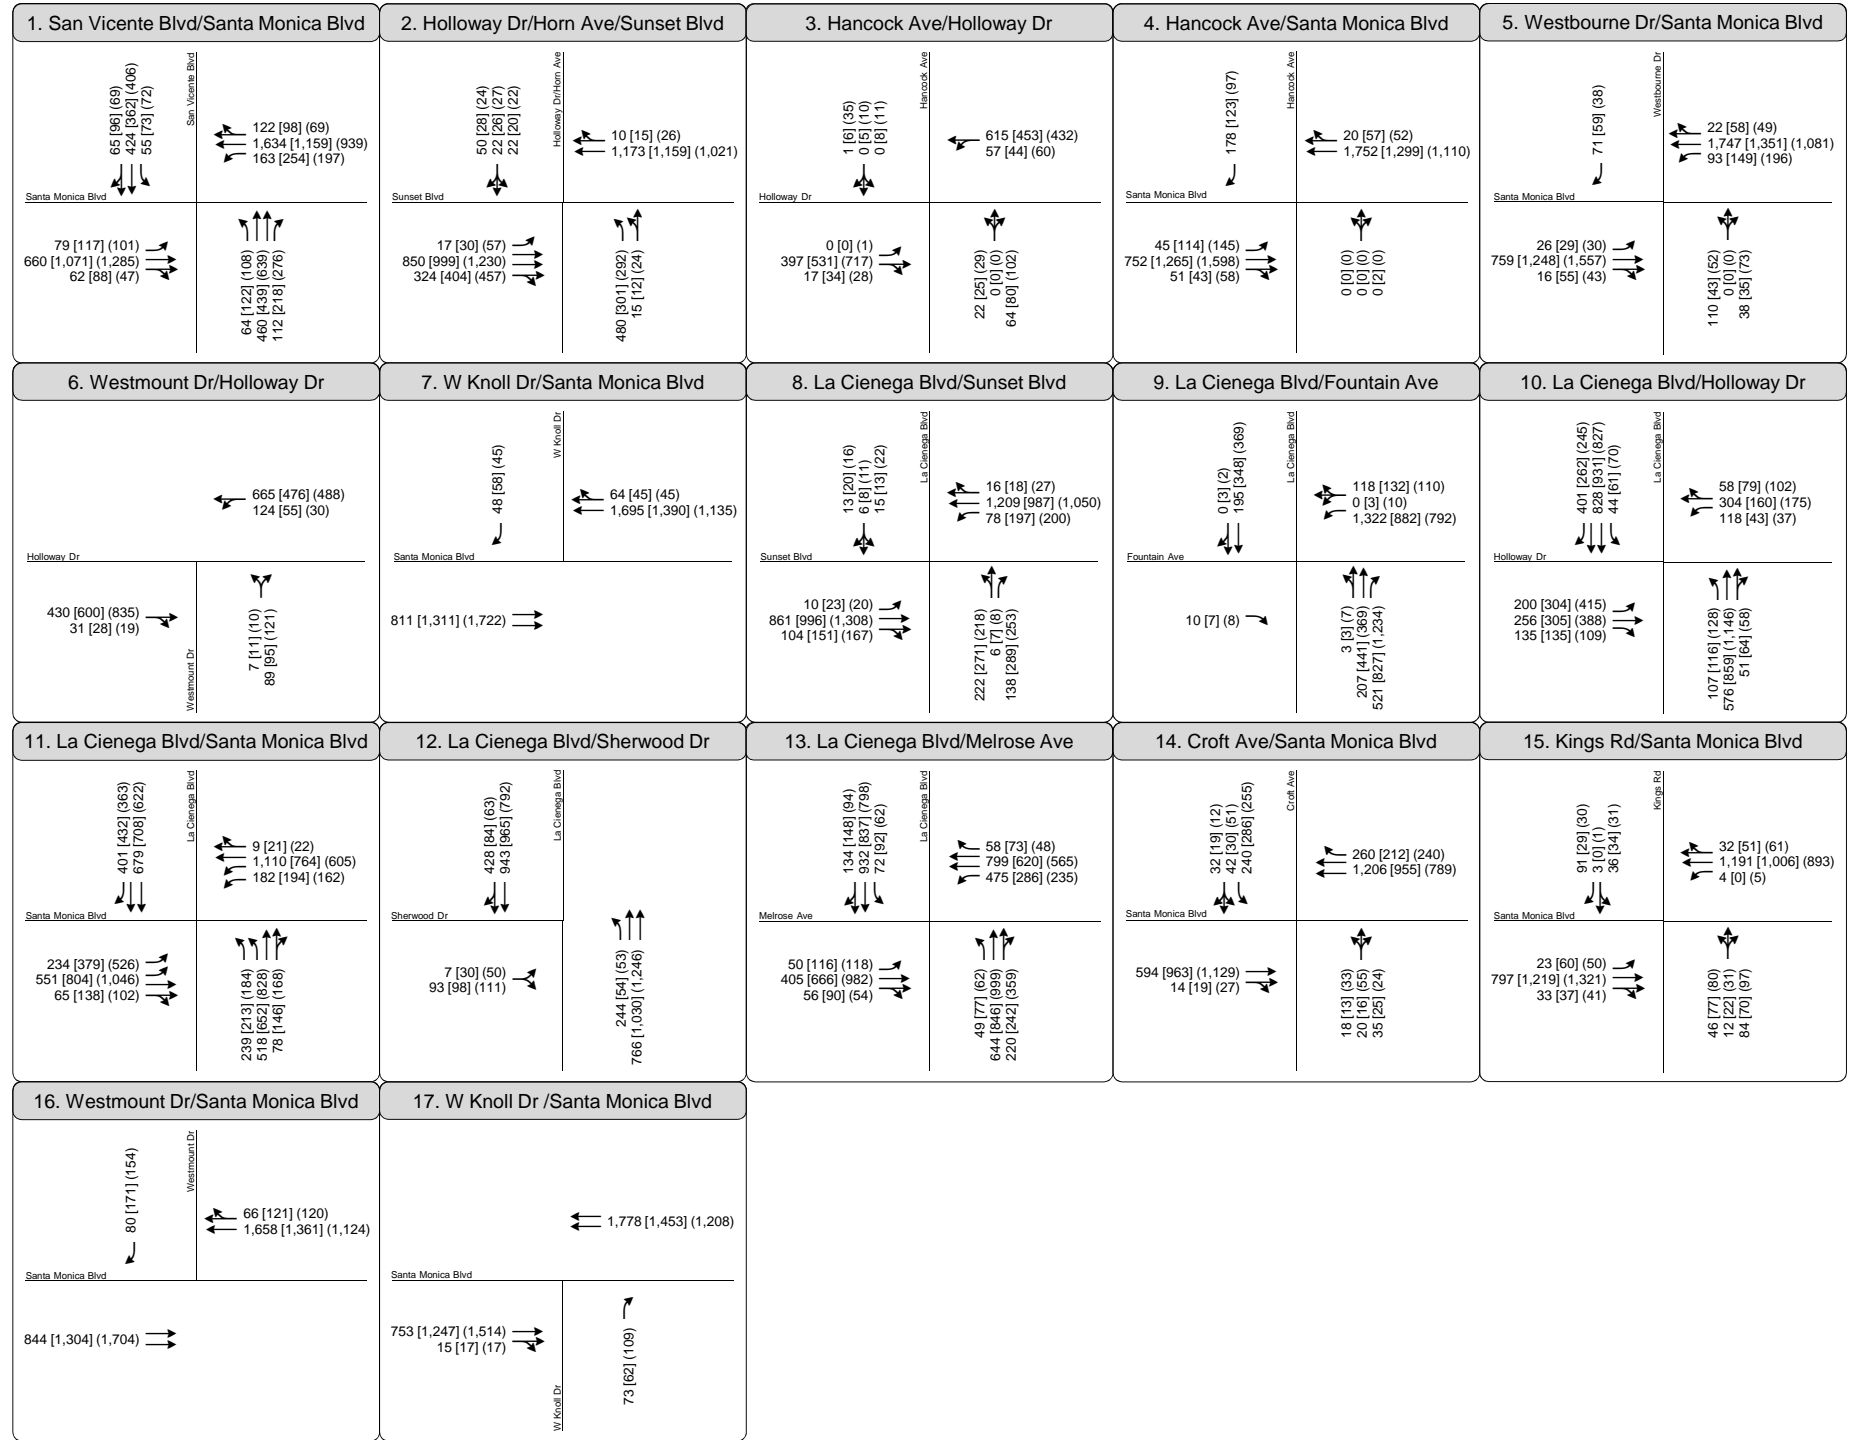 1. San Vicente Blvd/Santa Monica Blvd
65 [96] (69)
424 [362] (406)
55 [73] (72)
San Vicente Blvd
122 [98] (69)
1,634 [1,159] (939)
163 [254] (197)
Santa Monica Blvd
79 [117] (101)
660 [1,071] (1,285)
62 [88] (47)
64 [122] (108)
460 [439] (639)
112 [218] (276)
2. Holloway Dr/Horn Ave/Sunset Blvd
50 [28] (24)
22 [26] (27)
22 [20] (22)
Holloway Dr/Horn Ave
10 [15] (26)
1,173 [1,159] (1,021)
Sunset Blvd
17 [30] (57)
850 [999] (1,230)
324 [404] (457)
480 [301] (292)
15 [12] (24)
3. Hancock Ave/Holloway Dr
1 [6] (35)
0 [5] (10)
0 [8] (11)
Hancock Ave
615 [453] (432)
57 [44] (60)
Holloway Dr
0 [0] (1)
397 [531] (717)
17 [34] (28)
22 [25] (29)
0 [0] (0)
64 [80] (102)
4. Hancock Ave/Santa Monica Blvd
178 [123] (97)
Hancock Ave
20 [57] (52)
1,752 [1,299] (1,110)
Santa Monica Blvd
45 [114] (145)
752 [1,265] (1,598)
51 [43] (58)
0 [0] (0)
0 [0] (0)
0 [2] (0)
5. Westbourne Dr/Santa Monica Blvd
71 [59] (38)
Westbourne Dr
22 [58] (49)
1,747 [1,351] (1,081)
93 [149] (196)
Santa Monica Blvd
26 [29] (30)
759 [1,248] (1,557)
16 [55] (43)
110 [43] (52)
0 [0] (0)
38 [35] (73)
6. Westmount Dr/Holloway Dr
665 [476] (488)
124 [55] (30)
Holloway Dr
430 [600] (835)
31 [28] (19)
Westmount Dr
7 [11] (10)
89 [95] (121)
7. W Knoll Dr/Santa Monica Blvd
48 [58] (45)
W Knoll Dr
64 [45] (45)
1,695 [1,390] (1,135)
Santa Monica Blvd
811 [1,311] (1,722)
8. La Cienega Blvd/Sunset Blvd
13 [20] (16)
6 [8] (11)
15 [13] (22)
La Cienega Blvd
16 [18] (27)
1,209 [987] (1,050)
78 [197] (200)
Sunset Blvd
10 [23] (20)
861 [996] (1,308)
104 [151] (167)
222 [271] (218)
6 [7] (8)
138 [289] (253)
9. La Cienega Blvd/Fountain Ave
0 [3] (2)
195 [348] (369)
La Cienega Blvd
118 [132] (110)
0 [3] (10)
1,322 [882] (792)
Fountain Ave
10 [7] (8)
3 [3] (7)
207 [441] (369)
521 [827] (1,234)
10. La Cienega Blvd/Holloway Dr
401 [262] (245)
828 [931] (827)
44 [61] (70)
La Cienega Blvd
58 [79] (102)
304 [160] (175)
118 [43] (37)
Holloway Dr
200 [304] (415)
256 [305] (388)
135 [135] (109)
107 [116] (128)
576 [859] (1,146)
51 [64] (58)
11. La Cienega Blvd/Santa Monica Blvd
401 [432] (363)
679 [708] (622)
La Cienega Blvd
9 [21] (22)
1,110 [764] (605)
182 [194] (162)
Santa Monica Blvd
234 [379] (526)
551 [804] (1,046)
65 [138] (102)
239 [213] (184)
518 [652] (828)
78 [146] (168)
12. La Cienega Blvd/Sherwood Dr
428 [84] (63)
943 [965] (792)
La Cienega Blvd
Sherwood Dr
7 [30] (50)
93 [98] (111)
244 [54] (53)
766 [1,030] (1,246)
13. La Cienega Blvd/Melrose Ave
134 [148] (94)
932 [837] (798)
72 [92] (62)
La Cienega Blvd
58 [73] (48)
799 [620] (565)
475 [286] (235)
Melrose Ave
50 [116] (118)
405 [666] (982)
56 [90] (54)
49 [77] (62)
644 [846] (999)
220 [242] (359)
14. Croft Ave/Santa Monica Blvd
32 [19] (12)
42 [30] (51)
240 [286] (255)
Croft Ave
260 [212] (240)
1,206 [955] (789)
Santa Monica Blvd
594 [963] (1,129)
14 [19] (27)
18 [13] (33)
20 [16] (55)
35 [25] (24)
15. Kings Rd/Santa Monica Blvd
91 [29] (30)
3 [0] (1)
36 [34] (31)
Kings Rd
32 [51] (61)
1,191 [1,006] (893)
4 [0] (5)
Santa Monica Blvd
23 [60] (50)
797 [1,219] (1,321)
33 [37] (41)
46 [77] (80)
12 [22] (31)
84 [70] (97)
16. Westmount Dr/Santa Monica Blvd
80 [171] (154)
Westmount Dr
66 [121] (120)
1,658 [1,361] (1,124)
Santa Monica Blvd
844 [1,304] (1,704)
17. W Knoll Dr /Santa Monica Blvd
1,778 [1,453] (1,208)
Santa Monica Blvd
753 [1,247] (1,514)
15 [17] (17)
W Knoll Dr
73 [62] (109)